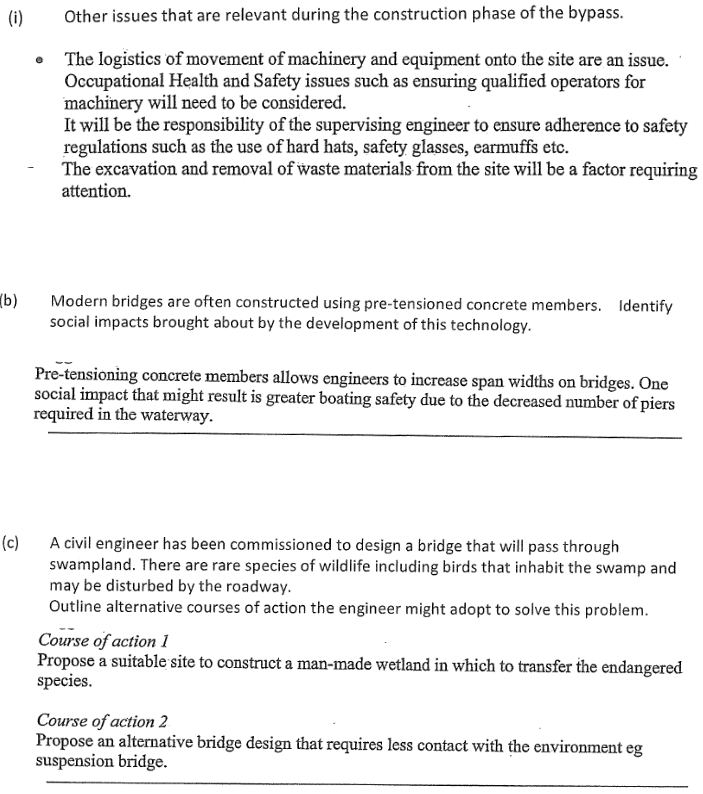 (i) Other issues that are relevant during the construction phase of the bypass.
• The logistics of movement of machinery and equipment onto the site are an issue.
Occupational Health and Safety issues such as ensuring qualified operators for
machinery will need to be considered.
It will be the responsibility of the supervising engineer to ensure adherence to safety
regulations such as the use of hard hats, safety glasses, earmuffs etc.
- The excavation and removal of waste materials from the site will be a factor requiring
attention.
(b) Modern bridges are often constructed using pre-tensioned concrete members. Identify
social impacts brought about by the development of this technology.
Pre-tensioning concrete members allows engineers to increase span widths on bridges. One
social impact that might result is greater boating safety due to the decreased number of piers
required in the waterway.
(c) A civil engineer has been commissioned to design a bridge that will pass through
swampland. There are rare species of wildlife including birds that inhabit the swamp and
may be disturbed by the roadway.
Outline alternative courses of action the engineer might adopt to solve this problem.
Course of action 1
Propose a suitable site to construct a man-made wetland in which to transfer the endangered
species.
Course of action 2
Propose an alternative bridge design that requires less contact with the environment eg
suspension bridge.